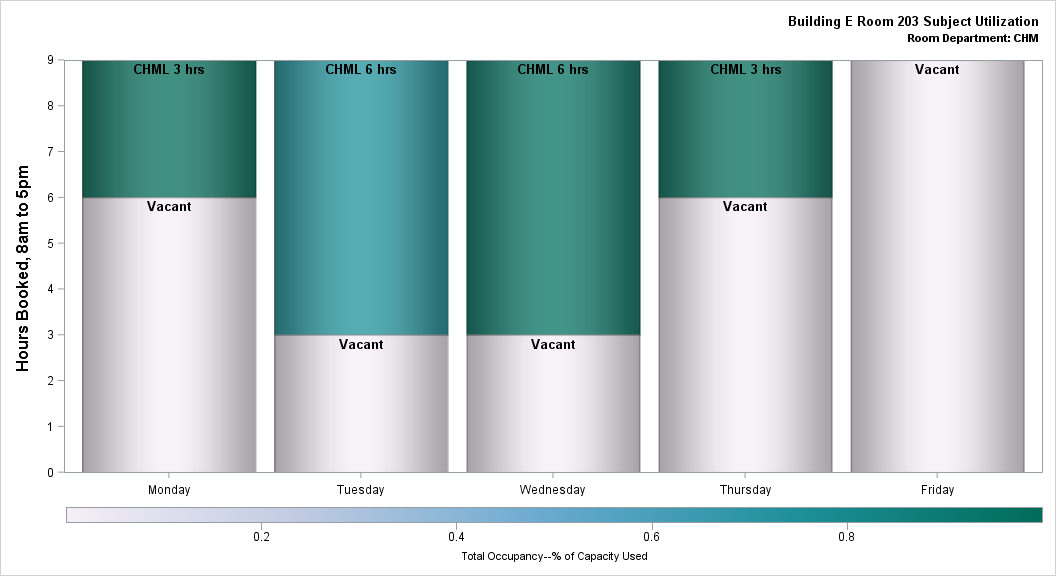 Building E Room 203 Subject Utilization
Room Department: CHM
Hours Booked, 8am to 5pm
9
8
7
6
5
4
3
2
1
0
CHML 3 hrs
Vacant
CHML 6 hrs
Vacant
CHML 6 hrs
Vacant
CHML 3 hrs
Vacant
Vacant
Monday
Tuesday
Wednesday
Thursday
Friday
0.2
0.4
0.6
0.8
Total Occupancy--% of Capacity Used